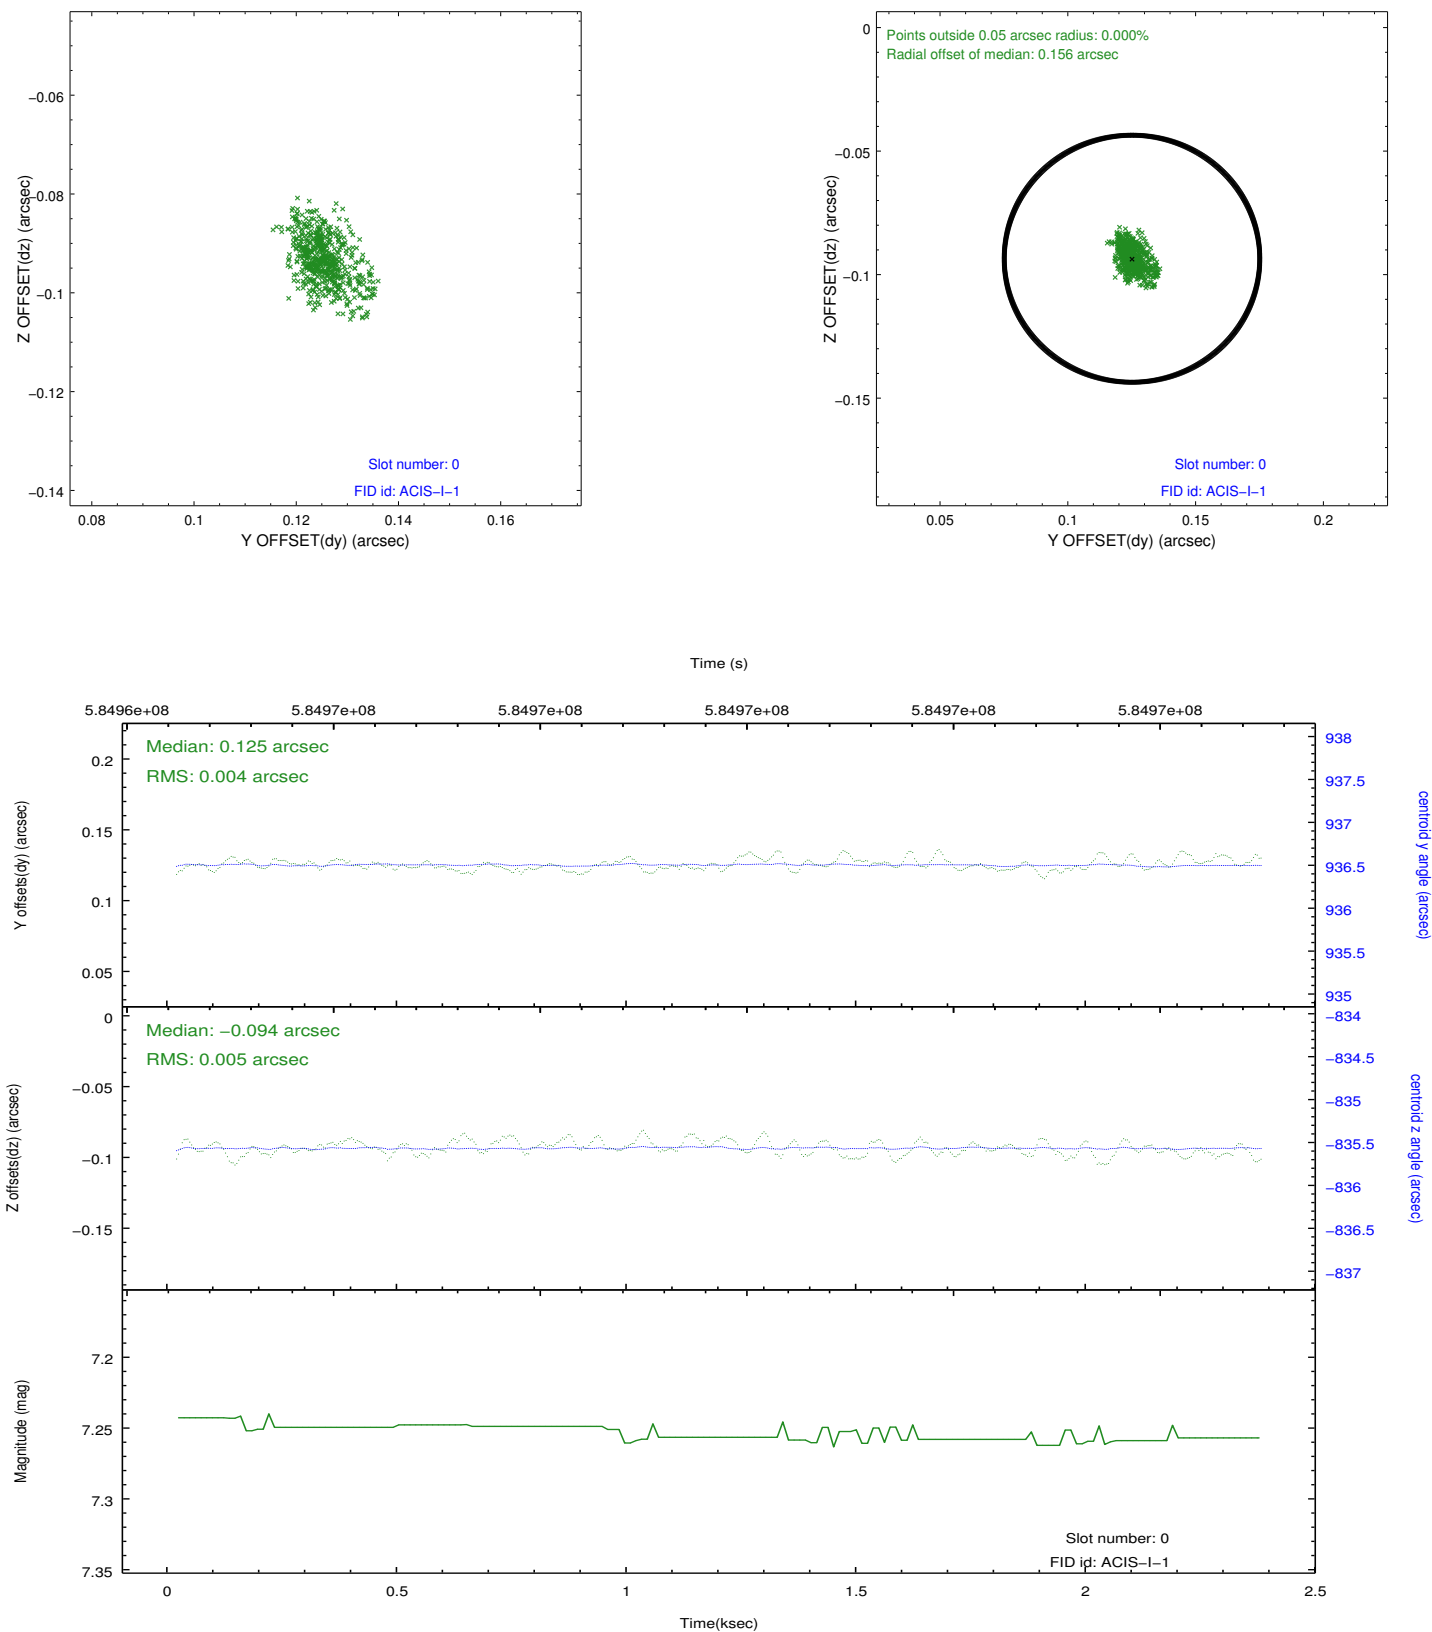 −0.06
−0.08
−0.1
−0.12
−0.14
Z OFFSET(dz) (arcsec)
Slot number: 0
FID id: ACIS−I−1
0.08
0.1
0.12
0.14
0.16
Y OFFSET(dy) (arcsec)
Points outside 0.05 arcsec radius: 0.000%
Radial offset of median: 0.156 arcsec
0
−0.05
−0.1
−0.15
Z OFFSET(dz) (arcsec)
Slot number: 0
FID id: ACIS−I−1
0.05
0.1
0.15
0.2
Y OFFSET(dy) (arcsec)
Time (s)
5.8496e+08
5.8497e+08
5.8497e+08
5.8497e+08
5.8497e+08
5.8497e+08
Median: 0.125 arcsec
RMS: 0.004 arcsec
0.2
0.15
0.1
0.05
Y offsets(dy) (arcsec)
938
937.5
937
936.5
936
935.5
935
centroid y angle (arcsec)
Median: −0.094 arcsec
RMS: 0.005 arcsec
0
−0.05
−0.1
−0.15
Z offsets(dz) (arcsec)
−834
−834.5
−835
−835.5
−836
−836.5
−837
centroid z angle (arcsec)
7.2
7.25
7.3
7.35
Magnitude (mag)
Slot number: 0
FID id: ACIS−I−1
0
0.5
1
1.5
2
2.5
Time(ksec)